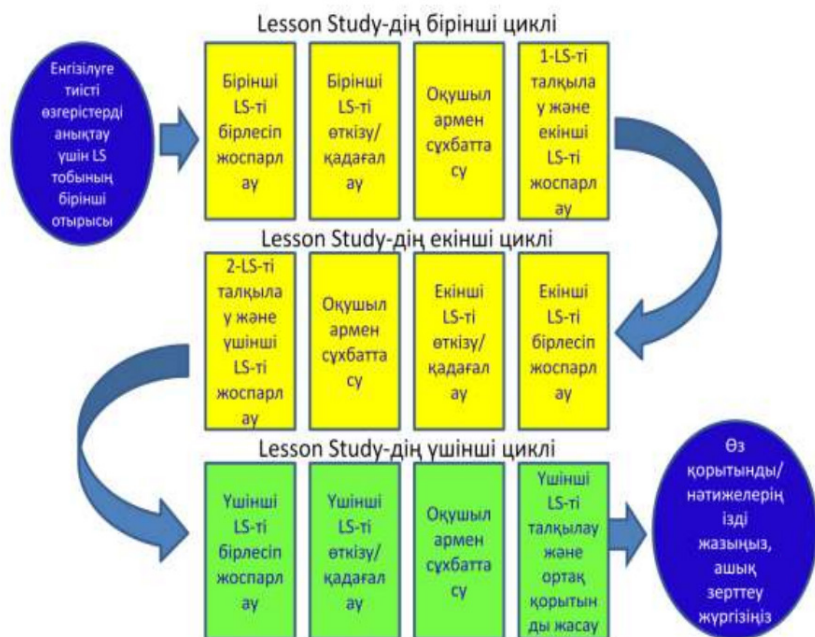 Lesson Study-дің бірінші циклі
Енгізілуге
тиісті
өзгерістерді
анықтау
үшін LS
тобының
бірінші
отырысы
Бірінші
LS-ті
бірлесіп
жоспарл
ау
Бірінші
LS-ті
өткізу/
қадағал
ау
Оқушыл
армен
сұхбатта
су
1-LS-ті
талқыла
у және
екінші
LS-ті
жоспарл
ау
Lesson Study-дің екінші циклі
2-LS-ті
талқыла
у және
үшінші
LS-ті
жоспарл
ау
Оқушыл
армен
сұхбатта
су
Екінші
LS-ті
өткізу/
қадағал
ау
Екінші
LS-ті
бірлесіп
жоспарл
ау
Lesson Study-дің үшінші циклі
Үшінші
LS-ті
бірлесіп
жоспарл
ау
Үшінші
LS-ті
өткізу/
қадағал
ау
Оқушыл
армен
сұхбатта
су
Үшінші
LS-ті
талқылау
және
ортақ
қорытын
ды жасау
Өз
қорытынды/
нәтижелерің
ізді
жазыңыз,
ашық
зерттеу
жүргізіңіз